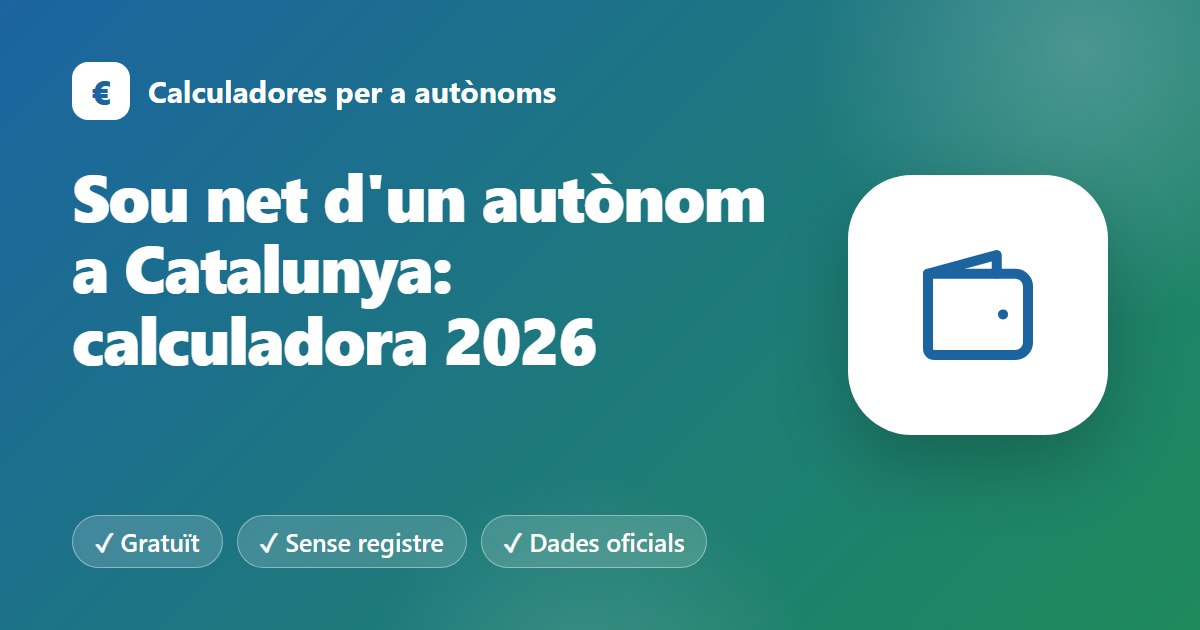 €
Calculadores per a autònoms
Sou net d'un autònom
a Catalunya:
calculadora 2026
✓ Gratuït
✓ Sense registre
✓ Dades oficials